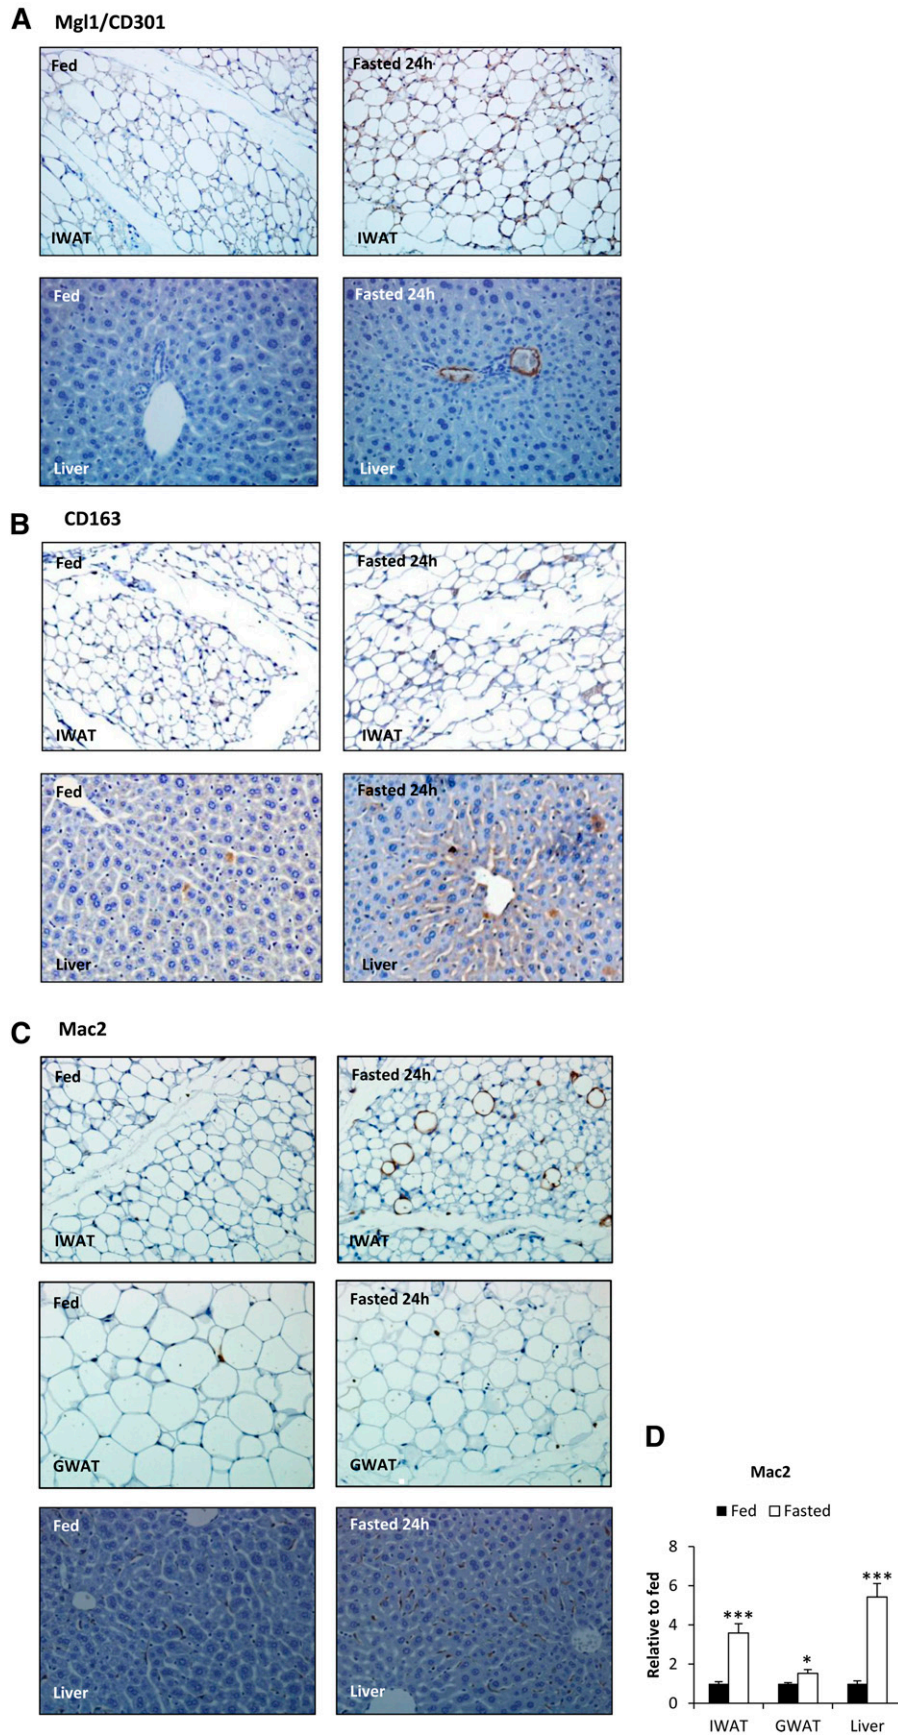 A Mgl1/CD301
Fed
Fasted 24h
IWAT
IWAT
Fed
Fasted 24h
Liver
Liver
B CD163
Fed
Fasted 24h
IWAT
IWAT
Fed
Fasted 24h
Liver
Liver
C Mac2
Fed
Fasted 24h
IWAT
IWAT
Fed
Fasted 24h
GWAT
GWAT
Fed
Fasted 24h
Liver
Liver
D
Mac2
Fed Fasted
Relative to fed
8
6
4
2
0
***
*
***
IWAT GWAT Liver